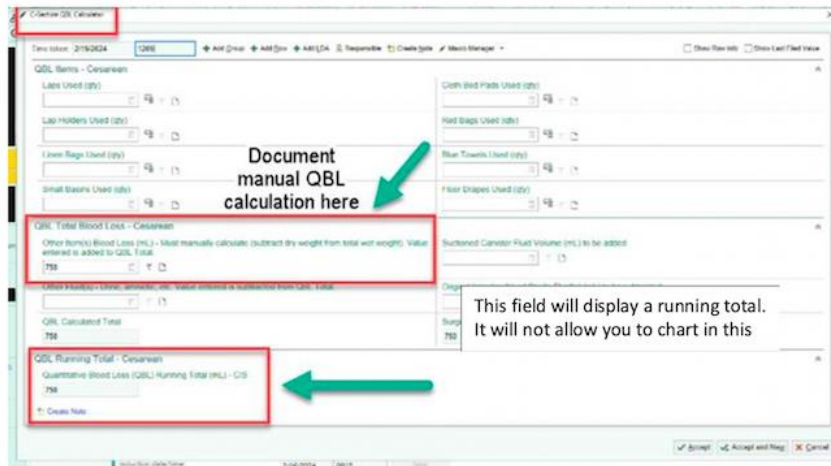 C-Section QBL Calculator
Time taken: 2/19/2024
Add Group Add Row Add LDA Responsible Create Note Macro Manager
Show Row Info Show Last Filed Value
QBL Items - Cesarean
Laps Used (qty)
Cloth Bed Pads Used (qty)
Lap Holders Used (qty)
Red Bags Used (qty)
Linen Bags Used (qty)
Blue Towels Used (qty)
Small Basins Used (qty)
Floor Drapes Used (qty)
Document
manual QBL
calculation here
QBL Total Blood Loss - Cesarean
Other Item(s) Blood Loss (mL) - Must manually calculate (subtract dry weight from total wet weight). Value
entered is added to QBL Total.
750
Suctioned Canister Fluid Volume (mL) to be added
Other Fluid(s) - Urine, amniotic, etc. Value entered is subtracted from QBL Total.
This field will display a running total.
It will not allow you to chart in this
QBL Calculated Total
750
750
QBL Running Total - Cesarean
Quantitative Blood Loss (QBL) Running Total (mL) - C/S
750
Create Note
Accept Accept and New Cancel